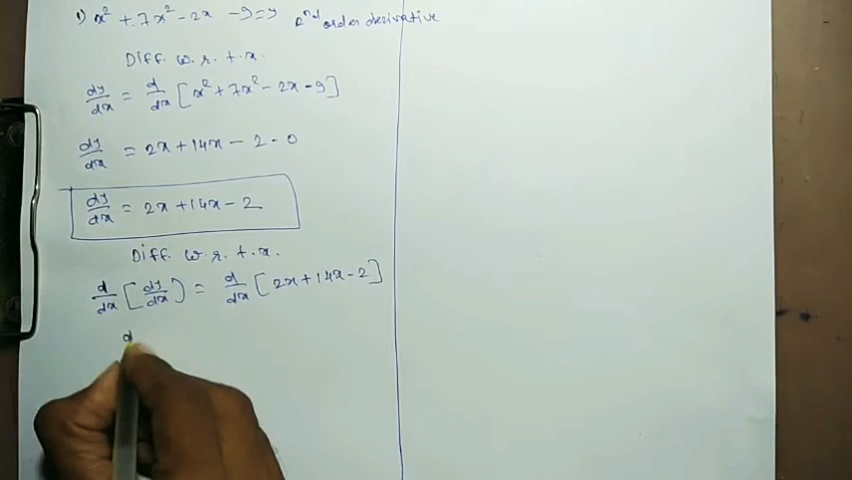 1) x² + 7x² - 2x - 9 = y 2nd order derivative
Diff. w. r. t. x.
dy/dx = d/dx [x² + 7x² - 2x - 9]
dy/dx = 2x + 14x - 2 - 0
dy/dx = 2x + 14x - 2
Diff w. r. t. x.
d/dx [dy/dx] = d/dx [2x + 14x - 2]
d